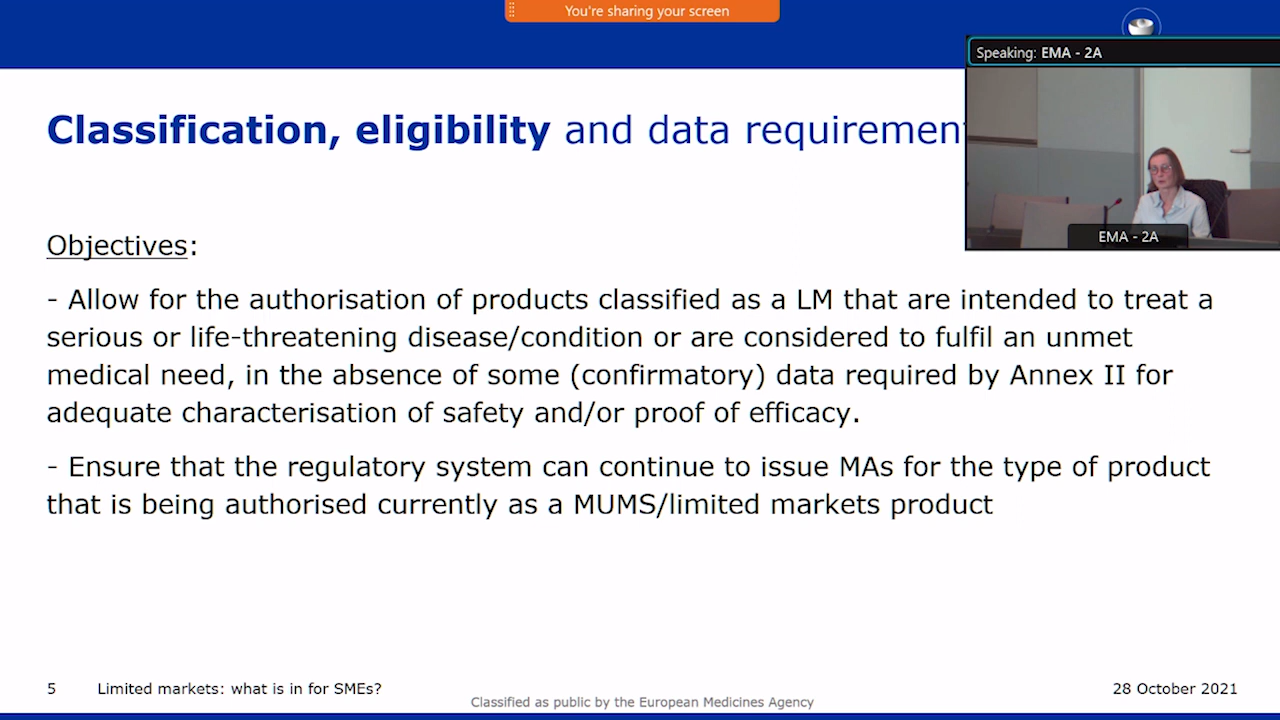 You're sharing your screen
Speaking: EMA - 2A
Classification, eligibility and data requirement
EMA - 2A
Objectives:
- Allow for the authorisation of products classified as a LM that are intended to treat a
serious or life-threatening disease/condition or are considered to fulfil an unmet
medical need, in the absence of some (confirmatory) data required by Annex II for
adequate characterisation of safety and/or proof of efficacy.
- Ensure that the regulatory system can continue to issue MAs for the type of product
that is being authorised currently as a MUMS/limited markets product
5 Limited markets: what is in for SMEs?
28 October 2021
Classified as public by the European Medicines Agency